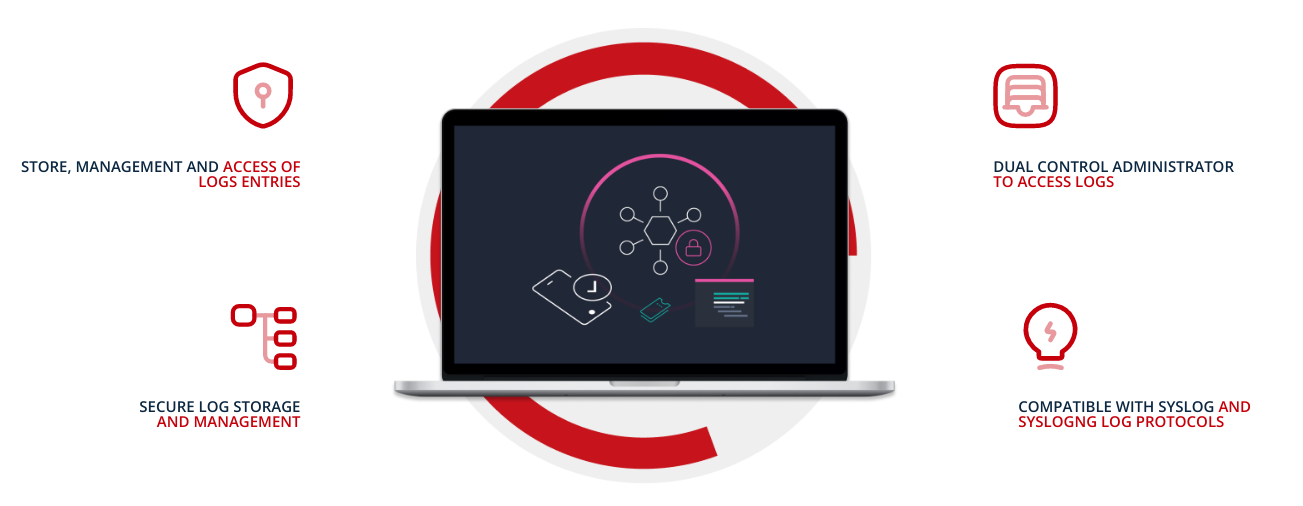 STORE, MANAGEMENT AND ACCESS OF
LOGS ENTRIES
DUAL CONTROL ADMINISTRATOR
TO ACCESS LOGS
SECURE LOG STORAGE
AND MANAGEMENT
COMPATIBLE WITH SYSLOG AND
SYSLOGNG LOG PROTOCOLS